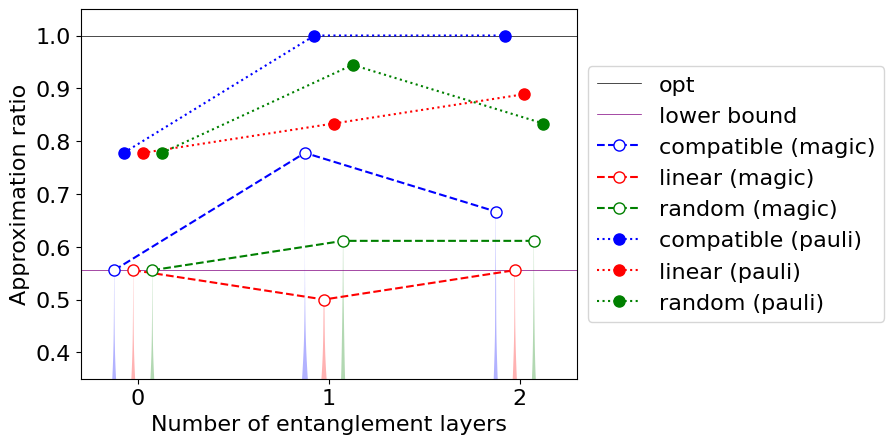 1.0
0.9
0.8
0.7
0.6
0.5
0.4
Approximation ratio
0 1 2
Number of entanglement layers
opt
lower bound
compatible (magic)
linear (magic)
random (magic)
compatible (pauli)
linear (pauli)
random (pauli)